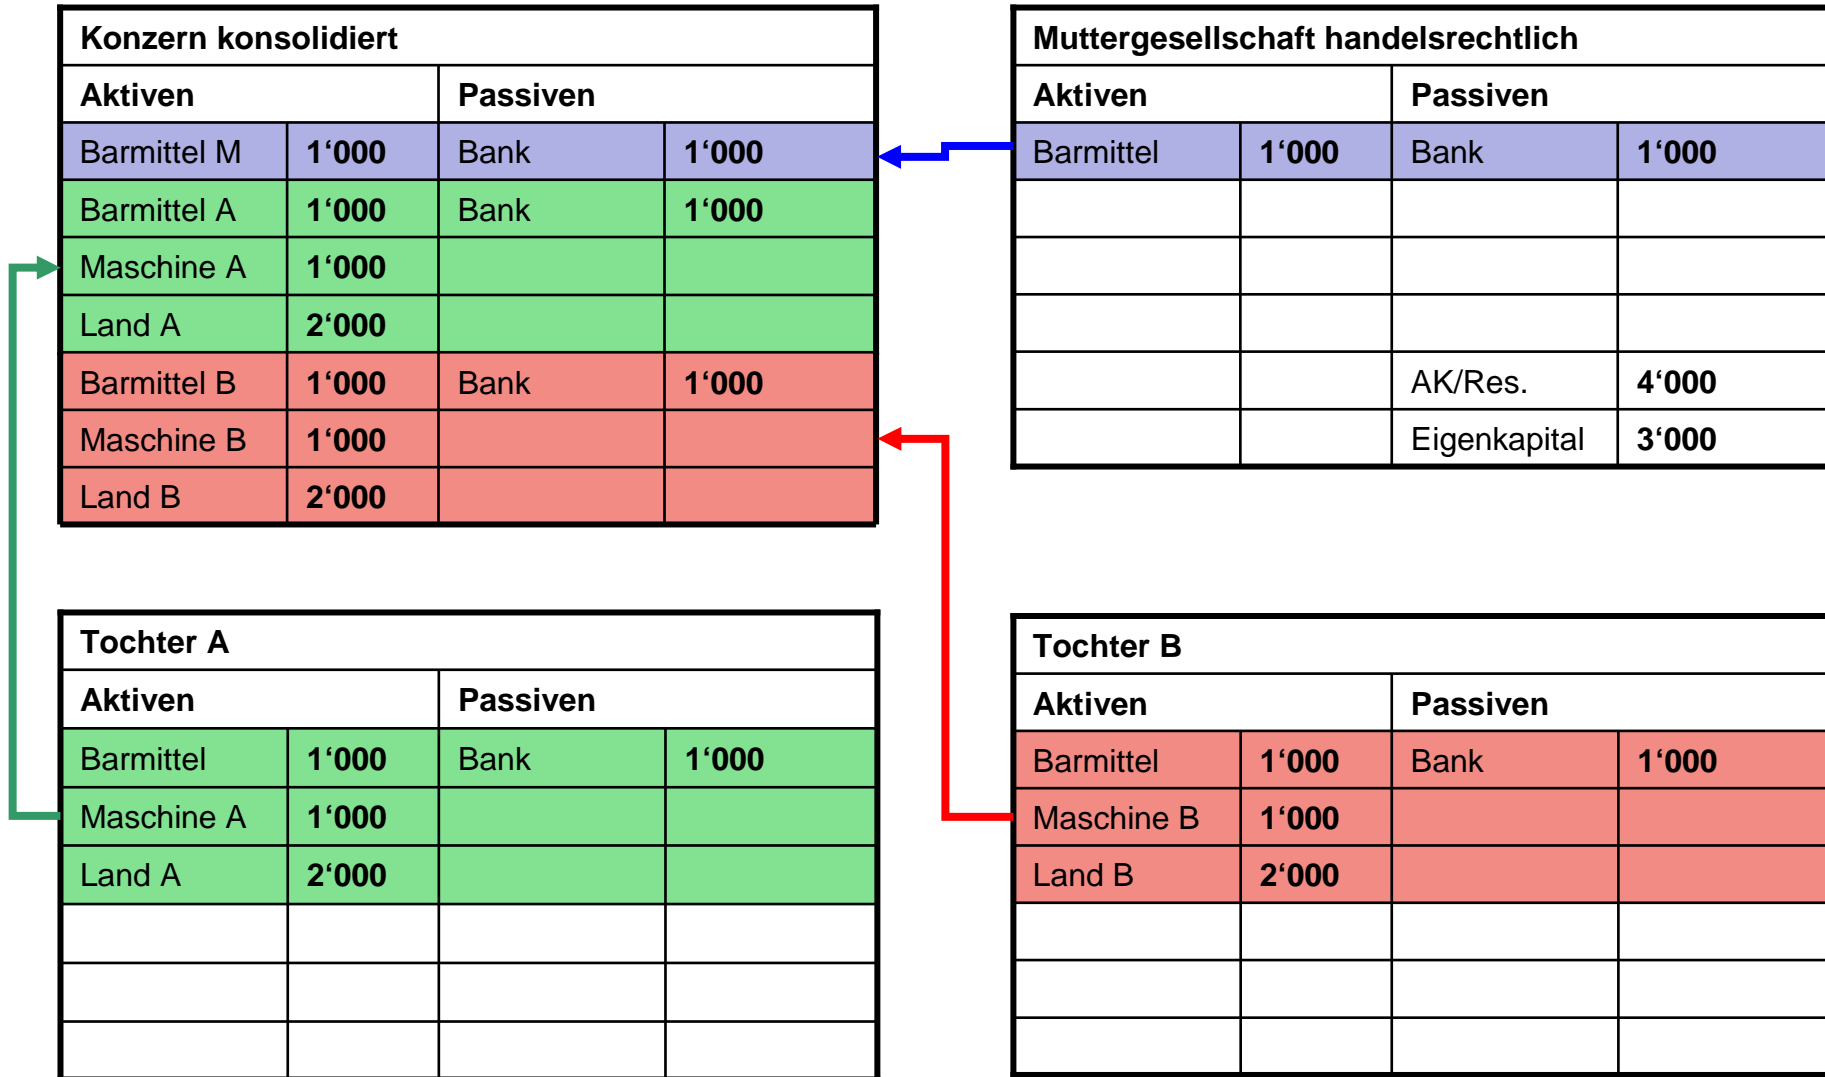 Konzern konsolidiert
Aktiven Passiven
Barmittel M 1‘000 Bank 1‘000
Barmittel A 1‘000 Bank 1‘000
Maschine A 1‘000
Land A 2‘000
Barmittel B 1‘000 Bank 1‘000
Maschine B 1‘000
Land B 2‘000
Muttergesellschaft handelsrechtlich
Aktiven Passiven
Barmittel 1‘000 Bank 1‘000
AK/Res. 4‘000
Eigenkapital 3‘000
Tochter A
Aktiven Passiven
Barmittel 1‘000 Bank 1‘000
Maschine A 1‘000
Land A 2‘000
Tochter B
Aktiven Passiven
Barmittel 1‘000 Bank 1‘000
Maschine B 1‘000
Land B 2‘000